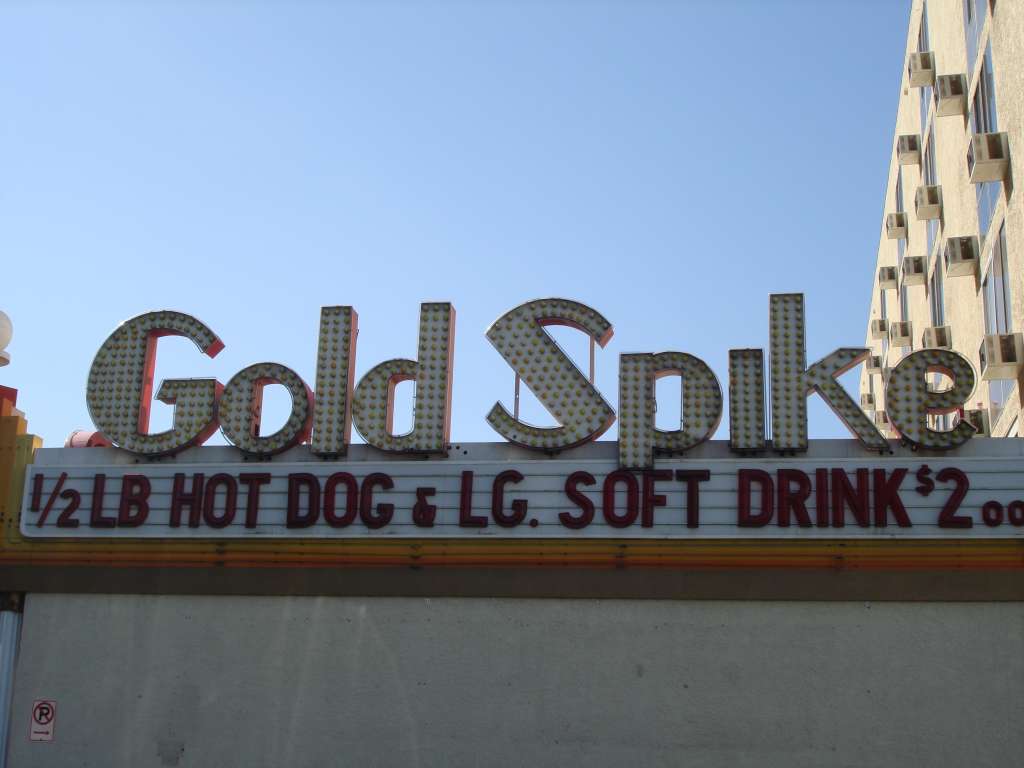 Gold Spike
1/2 LB HOT DOG & LG. SOFT DRINK $2.00
P